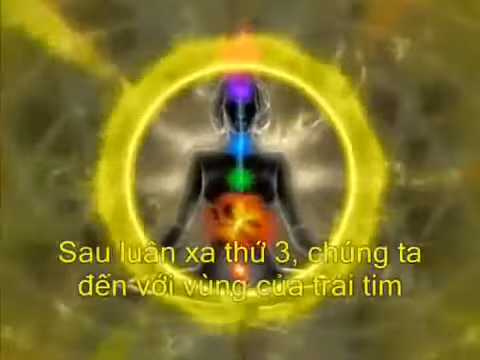 Sau luân xa thứ 3, chúng ta
đến với vùng của trái tim